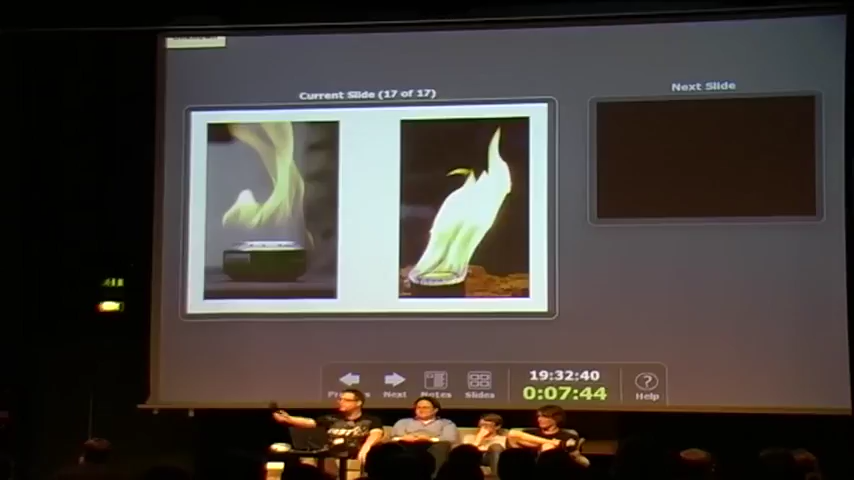 Current Slide (17 of 17)
Next Slide
Next
Notes
Slides
19:32:40
0:07:44
Help